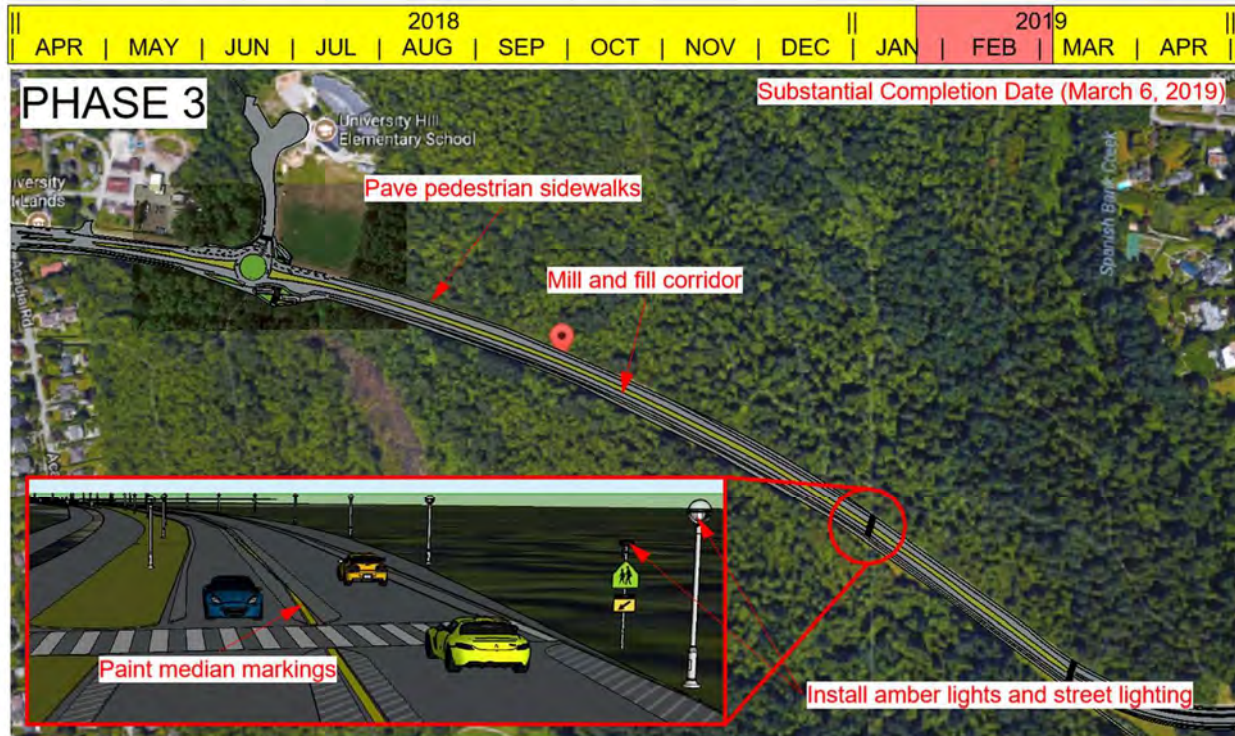 2018
2019
APR | MAY | JUN | JUL | AUG | SEP | OCT | NOV | DEC | JAN | FEB | MAR | APR
PHASE 3
Substantial Completion Date (March 6, 2019)
University Hill
Elementary School
Pave pedestrian sidewalks
Mill and fill corridor
Spanish Bank Creek
Acadia Rd
Paint median markings
Install amber lights and street lighting